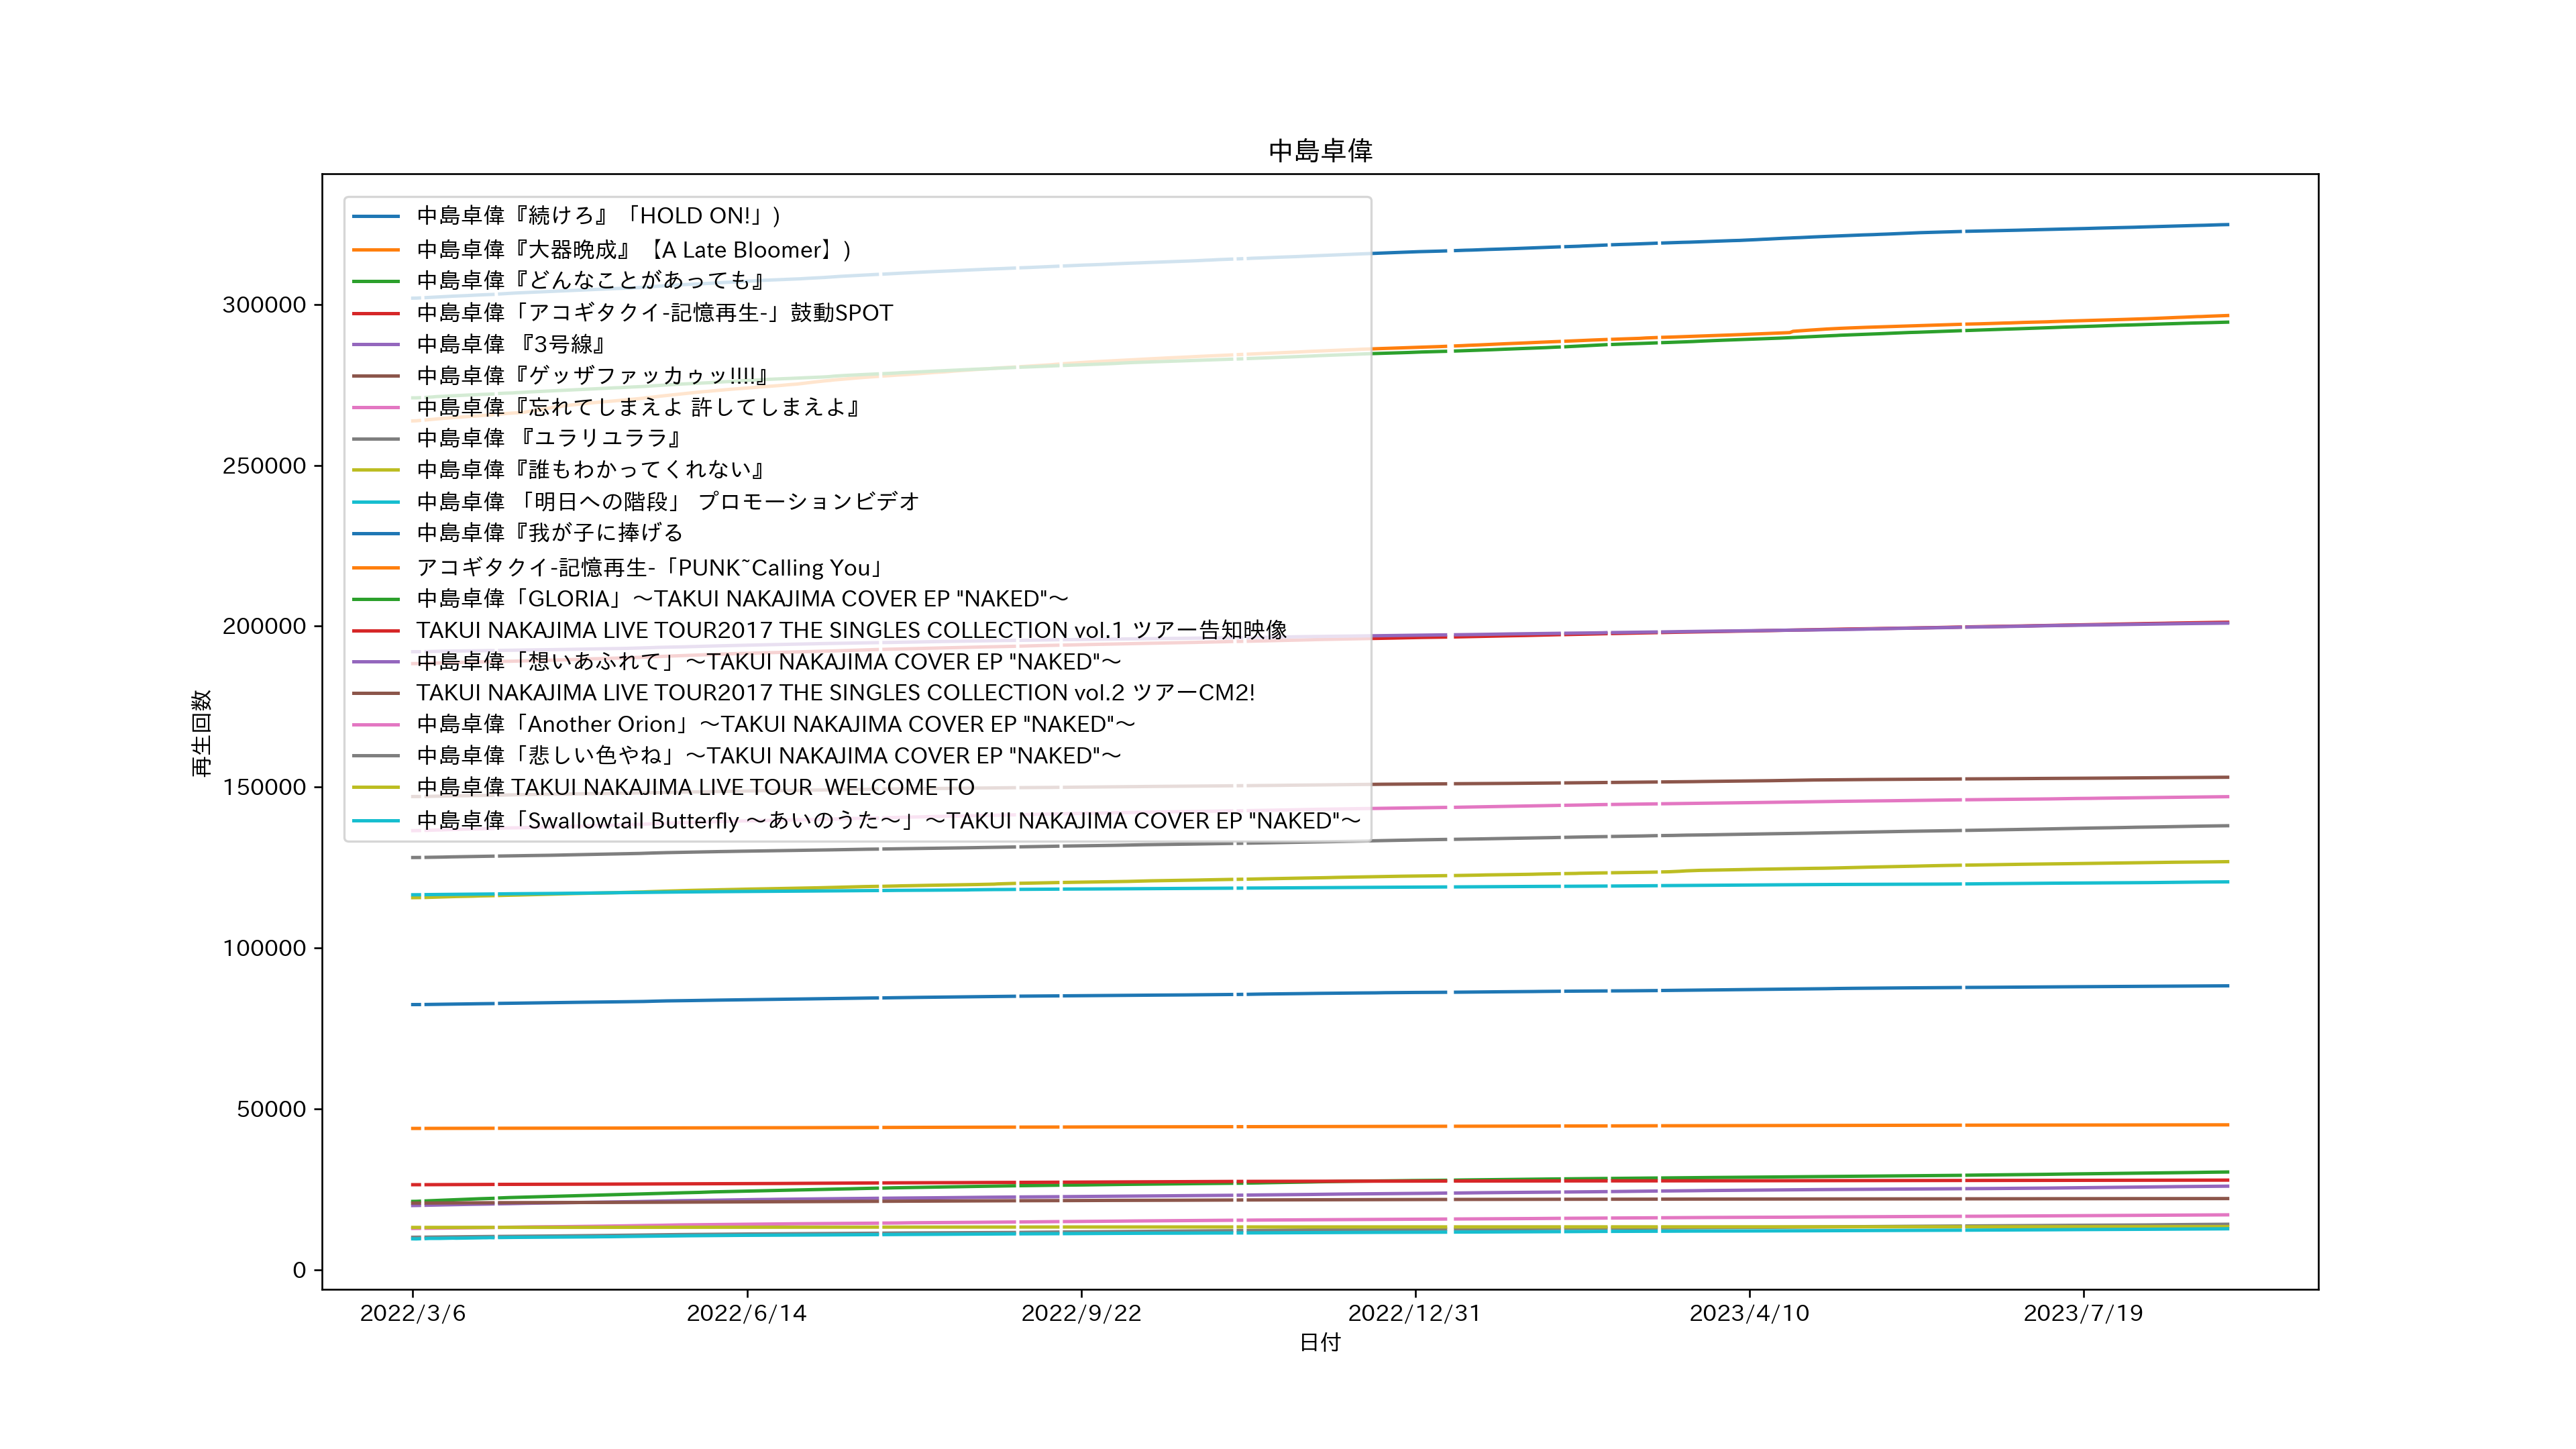 中島卓偉
中島卓偉『続けろ』「HOLD ON!」)
中島卓偉『大器晩成』【A Late Bloomer】)
中島卓偉『どんなことがあっても』
中島卓偉「アコギタクイ-記憶再生-」鼓動SPOT
中島卓偉 『3号線』
中島卓偉『ゲッザファッカゥッ!!!!』
中島卓偉『忘れてしまえよ 許してしまえよ』
中島卓偉 『ユラリユララ』
中島卓偉『誰もわかってくれない』
中島卓偉 「明日への階段」 プロモーションビデオ
中島卓偉『我が子に捧げる
アコギタクイ-記憶再生-「PUNK~Calling You」
中島卓偉「GLORIA」〜TAKUI NAKAJIMA COVER EP "NAKED"〜
TAKUI NAKAJIMA LIVE TOUR2017 THE SINGLES COLLECTION vol.1 ツアー告知映像
中島卓偉「想いあふれて」〜TAKUI NAKAJIMA COVER EP "NAKED"〜
TAKUI NAKAJIMA LIVE TOUR2017 THE SINGLES COLLECTION vol.2 ツアーCM2!
中島卓偉「Another Orion」〜TAKUI NAKAJIMA COVER EP "NAKED"〜
中島卓偉「悲しい色やね」〜TAKUI NAKAJIMA COVER EP "NAKED"〜
中島卓偉 TAKUI NAKAJIMA LIVE TOUR  WELCOME TO
中島卓偉「Swallowtail Butterfly 〜あいのうた〜」〜TAKUI NAKAJIMA COVER EP "NAKED"〜
再生回数
300000
250000
200000
150000
100000
50000
0
2022/3/6
2022/6/14
2022/9/22
2022/12/31
2023/4/10
2023/7/19
日付